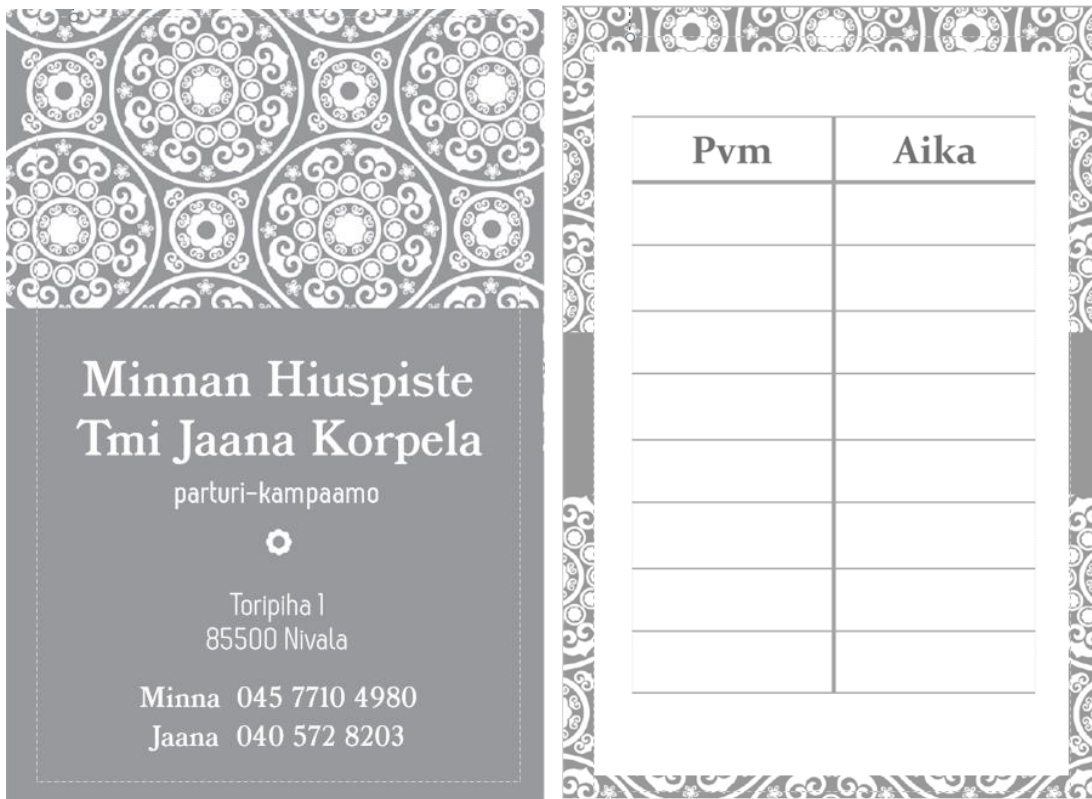 Minnan Hiuspiste
Tmi Jaana Korpela
parturi-kampaamo
Toripiha 1
85500 Nivala
Minna 045 7710 4980
Jaana 040 572 8203
Pvm Aika